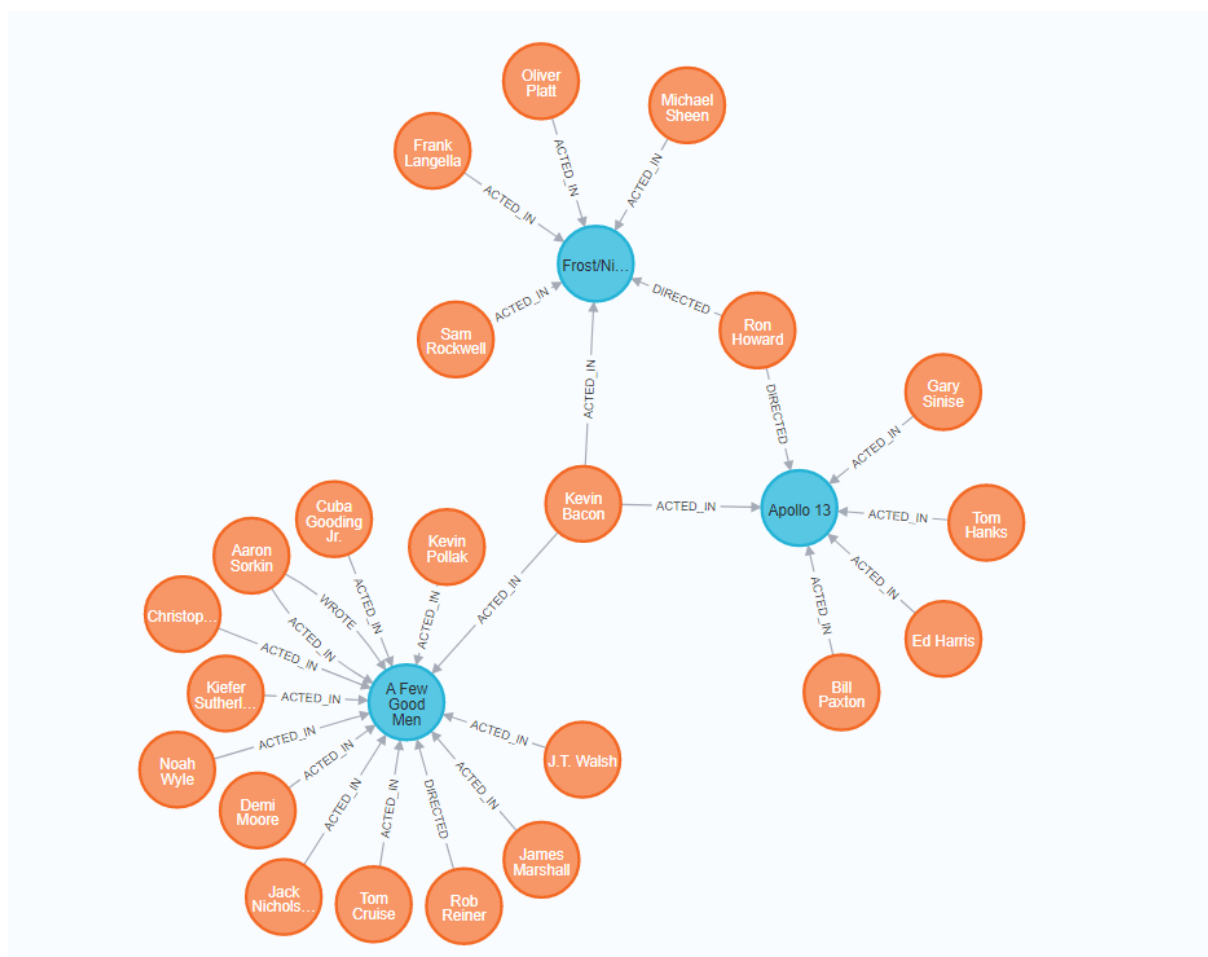 Oliver
Platt
Michael
Sheen
Frank
Langella
ACTED_IN
ACTED_IN
ACTED_IN
Frost/Ni...
ACTED_IN
DIRECTED
Sam
Rockwell
Ron
Howard
ACTED_IN
DIRECTED
Gary
Sinise
ACTED_IN
Kevin
Bacon
ACTED_IN
Apollo 13
ACTED_IN
Tom
Hanks
ACTED_IN
Ed Harris
ACTED_IN
Bill
Paxton
Cuba
Gooding
Jr.
Kevin
Pollak
Aaron
Sorkin
ACTED_IN
ACTED_IN
ACTED_IN
WROTE
ACTED_IN
Christop...
ACTED_IN
Kiefer
Sutherl...
ACTED_IN
A Few
Good
Men
Noah
Wyle
ACTED_IN
ACTED_IN
J.T. Walsh
Demi
Moore
ACTED_IN
ACTED_IN
ACTED_IN
DIRECTED
ACTED_IN
James
Marshall
Jack
Nichols...
Tom
Cruise
Rob
Reiner